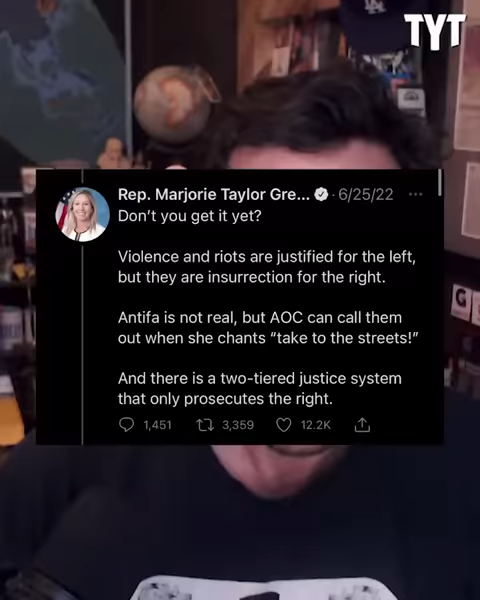 TYT
LA
Rep. Marjorie Taylor Gre... · 6/25/22 ...
Don't you get it yet?
Violence and riots are justified for the left,
but they are insurrection for the right.
Antifa is not real, but AOC can call them
out when she chants “take to the streets!”
And there is a two-tiered justice system
that only prosecutes the right.
1,451 3,359 12.2K